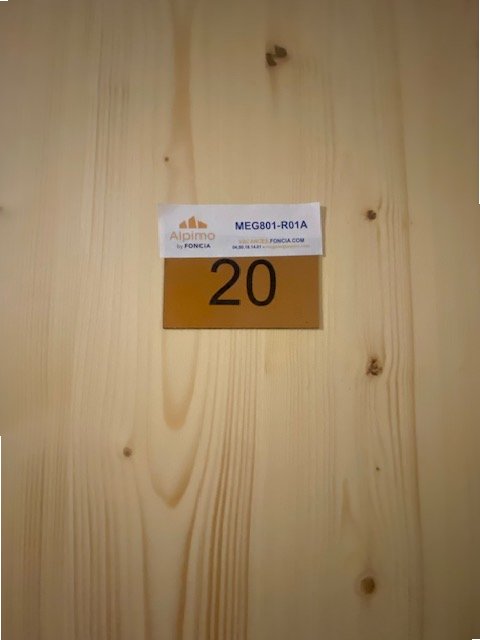 Alpimo
by FONCIA
MEG801-R01A
VACANCES.FONCIA.COM
20